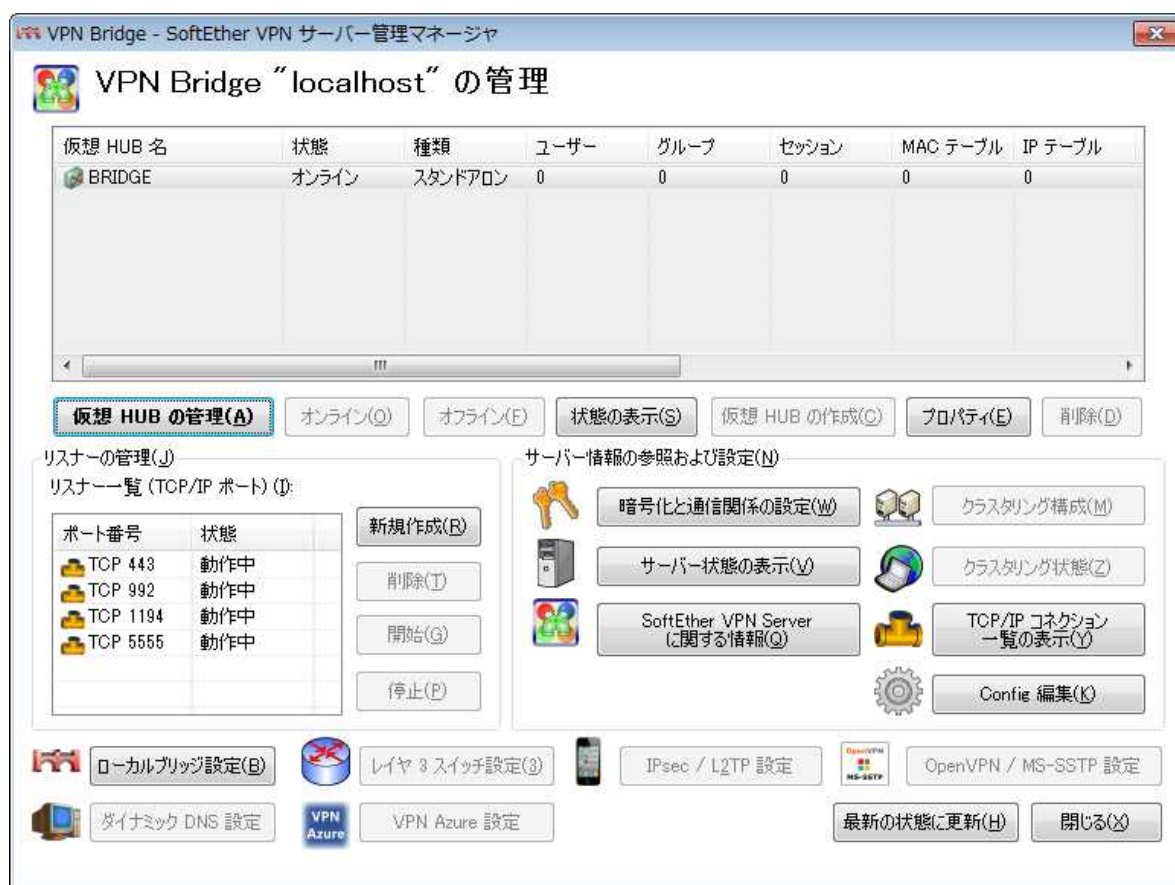 VPN Bridge - SoftEther VPN サーバー管理マネージャ
VPN Bridge "localhost" の管理
仮想 HUB 名 状態 種類 ユーザー グループ セッション MAC テーブル IP テーブル
BRIDGE オンライン スタンドアロン 0 0 0 0 0
仮想 HUB の管理(A) オンライン(O) オフライン(F) 状態の表示(S) 仮想 HUB の作成(C) プロパティ(E) 削除(D)
リスナーの管理(J)
リスナー一覧 (TCP/IP ポート) (I):
ポート番号 状態
TCP 443 動作中
TCP 992 動作中
TCP 1194 動作中
TCP 5555 動作中
新規作成(R)
削除(T)
開始(G)
停止(P)
サーバー情報の参照および設定(N)
暗号化と通信関係の設定(W)
クラスタリング構成(M)
サーバー状態の表示(V)
クラスタリング状態(Z)
SoftEther VPN Server
に関する情報(Q)
TCP/IP コネクション
一覧の表示(Y)
Config 編集(K)
ローカルブリッジ設定(B)
レイヤ 3 スイッチ設定(3)
IPsec / L2TP 設定
OpenVPN
MS-SSTP
OpenVPN / MS-SSTP 設定
ダイナミック DNS 設定
VPN
Azure
VPN Azure 設定
最新の状態に更新(H)
閉じる(X)